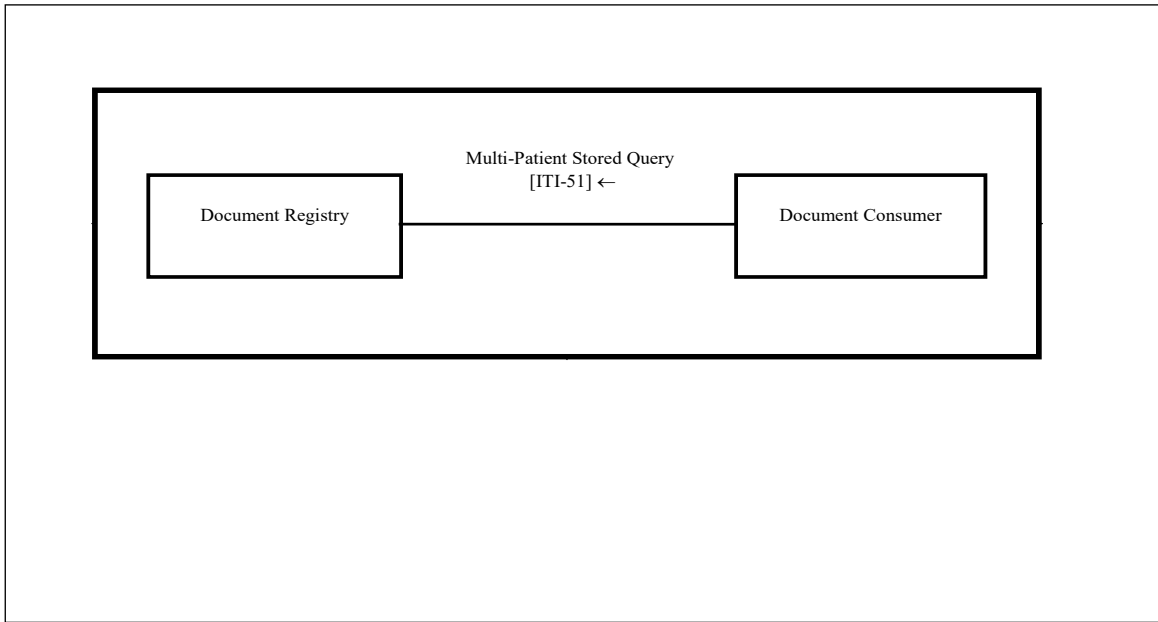 Multi-Patient Stored Query
[ITI-51] ←
Document Registry
Document Consumer